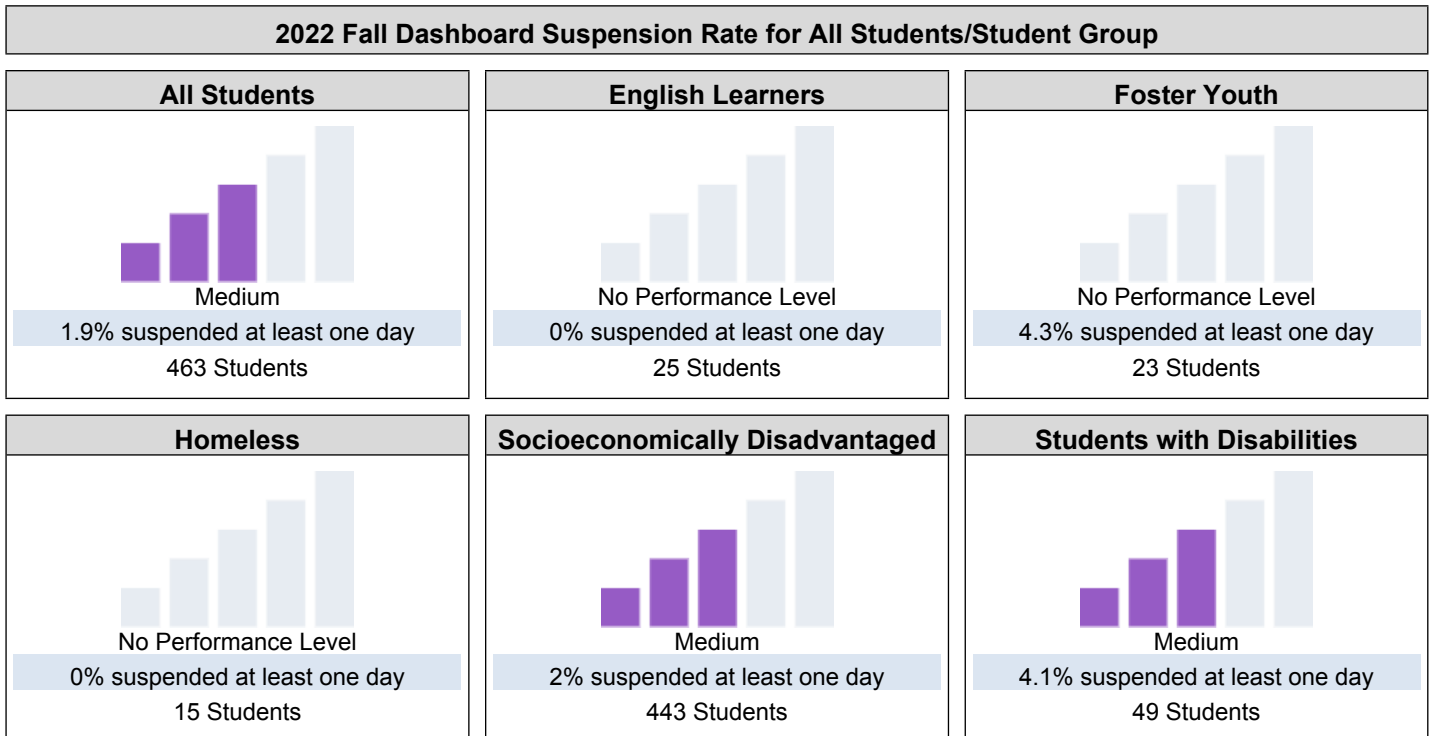 2022 Fall Dashboard Suspension Rate for All Students/Student Group
All Students
Medium
1.9% suspended at least one day
463 Students
English Learners
No Performance Level
0% suspended at least one day
25 Students
Foster Youth
No Performance Level
4.3% suspended at least one day
23 Students
Homeless
No Performance Level
0% suspended at least one day
15 Students
Socioeconomically Disadvantaged
Medium
2% suspended at least one day
443 Students
Students with Disabilities
Medium
4.1% suspended at least one day
49 Students